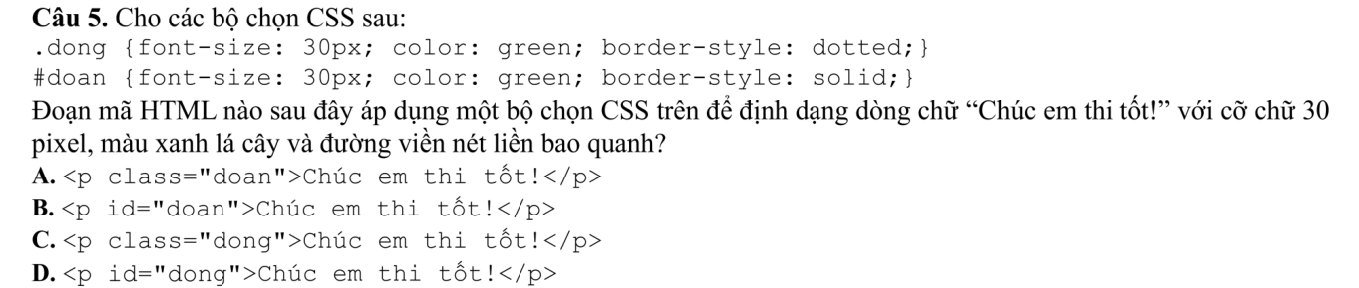 Câu 5. Cho các bộ chọn CSS sau:
.dong {font-size: 30px; color: green; border-style: dotted;}
#doan {font-size: 30px; color: green; border-style: solid;}
Đoạn mã HTML nào sau đây áp dụng một bộ chọn CSS trên để định dạng dòng chữ “Chúc em thi tốt!” với cỡ chữ 30
pixel, màu xanh lá cây và đường viền nét liền bao quanh?
A. <p class="doan">Chúc em thi tốt!</p>
B. <p id="doan">Chúc em thi tốt!</p>
C. <p class="dong">Chúc em thi tốt!</p>
D. <p id="dong">Chúc em thi tốt!</p>